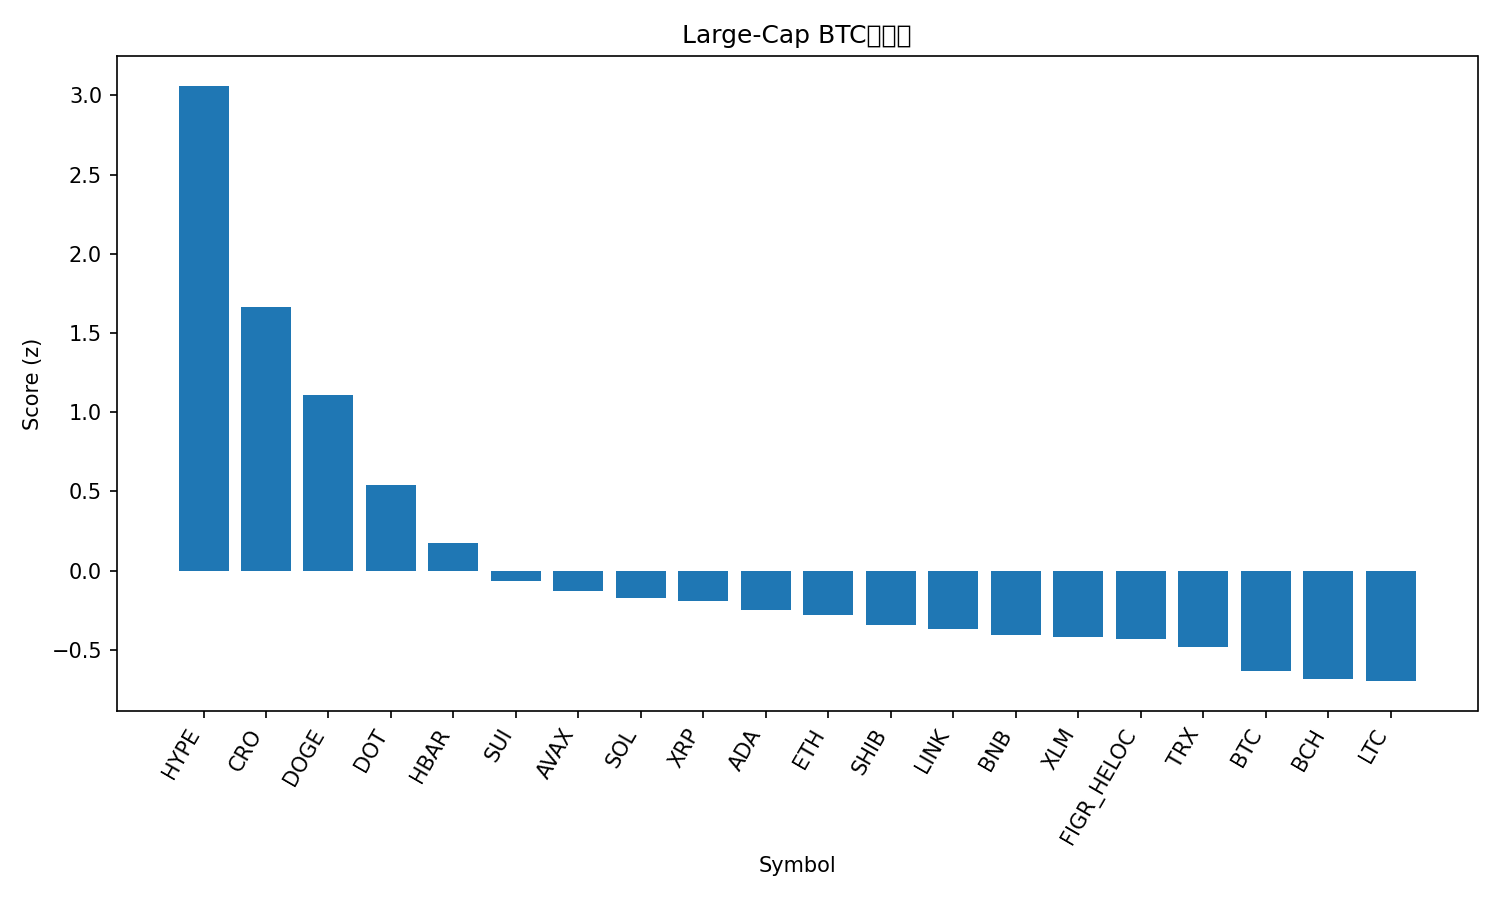 Large-Cap BTC
3.0
2.5
2.0
1.5
1.0
0.5
0.0
−0.5
Score (z)
HYPE
CRO
DOGE
DOT
HBAR
SUI
AVAX
SOL
XRP
ADA
ETH
SHIB
LINK
BNB
XLM
FIGR_HELOC
TRX
BTC
BCH
LTC
Symbol